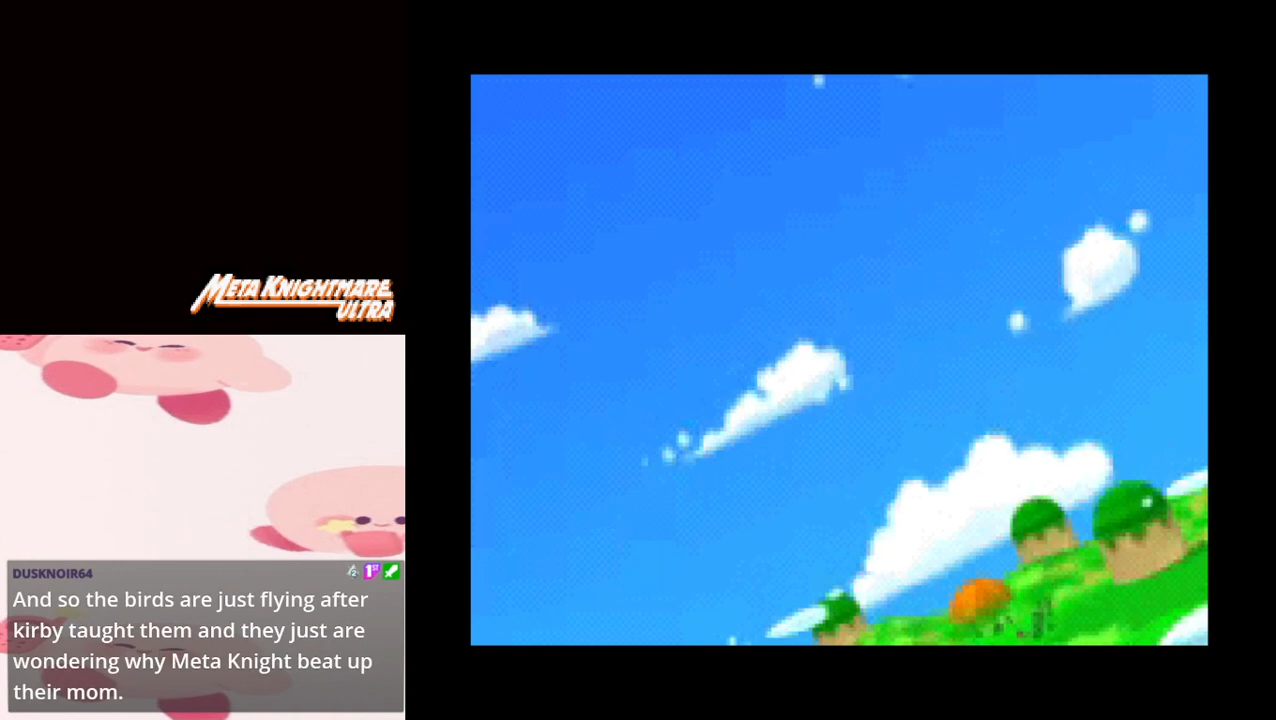 META KNIGHTMARE
ULTRA
DUSKNOIR64
And so the birds are just flying after
kirby taught them and they just are
wondering why Meta Knight beat up
their mom.